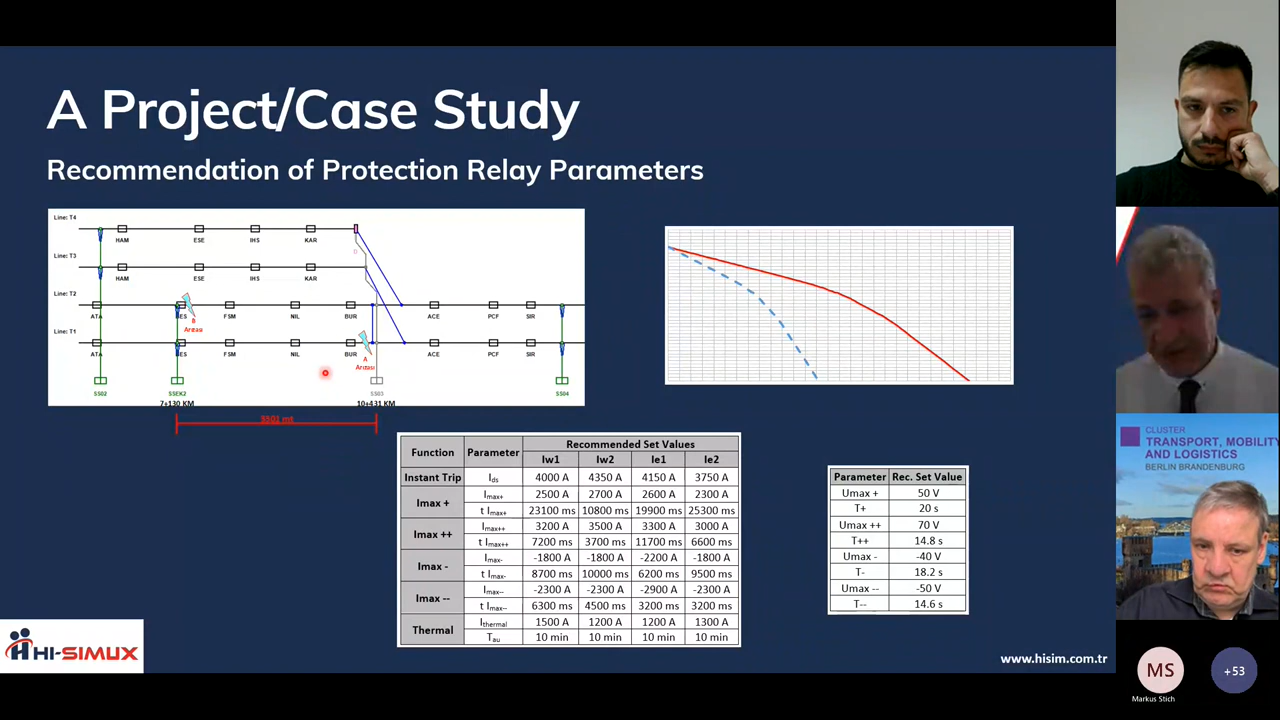 A Project/Case Study
Recommendation of Protection Relay Parameters
Line: T4
HAM ESE IHS KAR
Line: T3
HAM ESE IHS KAR
Line: T2
ATA ES FSM NIL BUR ACE PCF SIR
B
Arızası
Line: T1
ATA ES FSM NIL BUR ACE PCF SIR
A
Arızası
SS02 SSEK2 SS03 SS04
7+130 KM 10+431 KM
Function Parameter Recommended Set Values
Iw1 Iw2 Ie1 Ie2
Instant Trip Ids 4000 A 4350 A 4150 A 3750 A
Imax + Imax+ 2500 A 2700 A 2600 A 2300 A
t Imax+ 23100 ms 10800 ms 19900 ms 25300 ms
Imax ++ Imax++ 3200 A 3500 A 3300 A 3000 A
t Imax++ 7200 ms 3700 ms 11700 ms 6600 ms
Imax - Imax- -1800 A -1800 A -2200 A -1800 A
t Imax- 8700 ms 10000 ms 6200 ms 9500 ms
Imax -- Imax-- -2300 A -2300 A -2900 A -2300 A
t Imax-- 6300 ms 4500 ms 3200 ms 3200 ms
Thermal Ithermal 1500 A 1200 A 1200 A 1300 A
Tau 10 min 10 min 10 min 10 min
Parameter Rec. Set Value
Umax + 50 V
T+ 20 s
Umax ++ 70 V
T++ 14.8 s
Umax - -40 V
T- 18.2 s
Umax -- -50 V
T-- 14.6 s
HI-SIMUX
www.hisim.com.tr
CLUSTER
TRANSPORT, MOBILITY
AND LOGISTICS
BERLIN BRANDENBURG
MS
Markus Stich
+53